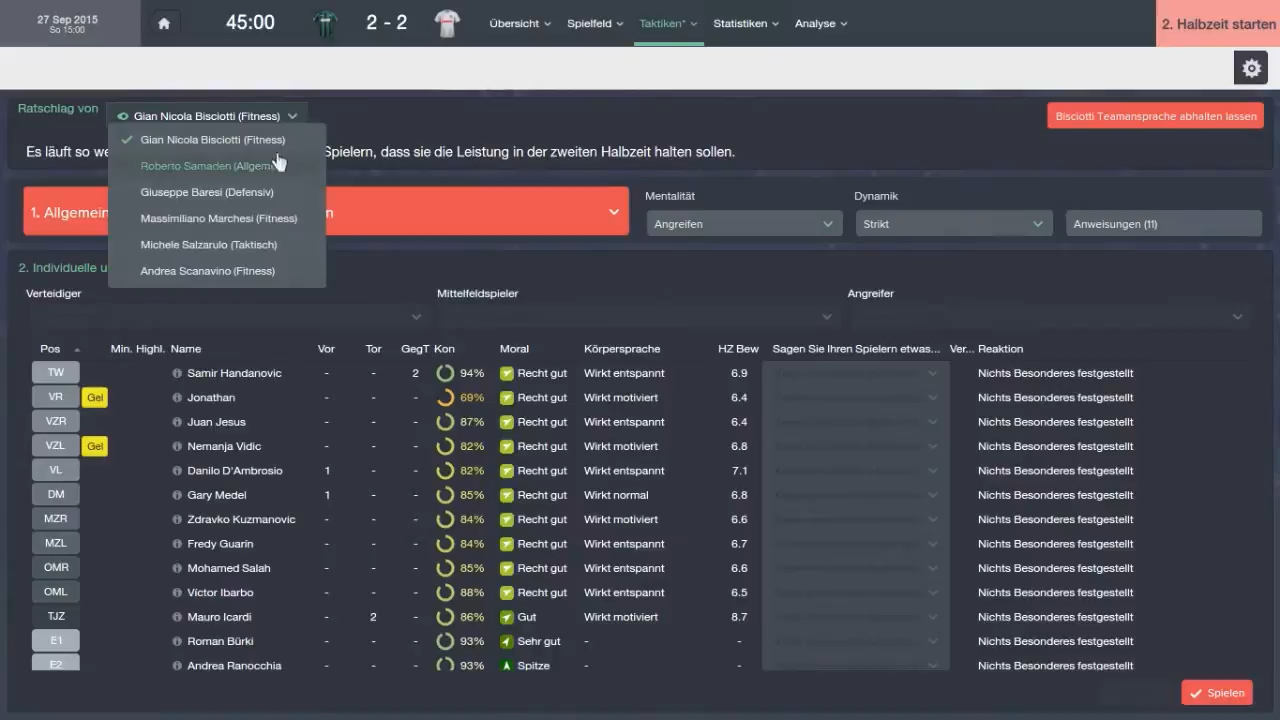 27 Sep 2015
So 15:00
45:00
2 - 2
Übersicht
Spielfeld
Taktiken*
Statistiken
Analyse
2. Halbzeit starten
Ratschlag von
Gian Nicola Bisciotti (Fitness)
Bisciotti Teamansprache abhalten lassen
Gian Nicola Bisciotti (Fitness)
Roberto Samaden (Allgem
Giuseppe Baresi (Defensiv)
Massimiliano Marchesi (Fitness)
Michele Salzarulo (Taktisch)
Andrea Scanavino (Fitness)
Es läuft so we Spielern, dass sie die Leistung in der zweiten Halbzeit halten sollen.
1. Allgemein n
Mentalität
Angreifen
Dynamik
Strikt
Anweisungen (11)
2. Individuelle u
Verteidiger Mittelfeldspieler Angreifer
Pos Min. Highl. Name Vor Tor GegT Kon Moral Körpersprache HZ Bew Sagen Sie Ihren Spielern etwas... Ver... Reaktion
TW Samir Handanovic - - 2 94% Recht gut Wirkt entspannt 6.9 Nichts Besonderes festgestellt
VR Gel Jonathan - - - 69% Recht gut Wirkt motiviert 6.4 Nichts Besonderes festgestellt
VZR Juan Jesus - - - 87% Recht gut Wirkt entspannt 6.4 Nichts Besonderes festgestellt
VZL Gel Nemanja Vidic - - - 82% Recht gut Wirkt motiviert 6.8 Nichts Besonderes festgestellt
VL Danilo D'Ambrosio 1 - - 82% Recht gut Wirkt entspannt 7.1 Nichts Besonderes festgestellt
DM Gary Medel 1 - - 85% Recht gut Wirkt normal 6.8 Nichts Besonderes festgestellt
MZR Zdravko Kuzmanovic - - - 84% Recht gut Wirkt motiviert 6.6 Nichts Besonderes festgestellt
MZL Fredy Guarín - - - 84% Recht gut Wirkt entspannt 6.7 Nichts Besonderes festgestellt
OMR Mohamed Salah - - - 85% Recht gut Wirkt entspannt 6.6 Nichts Besonderes festgestellt
OML Víctor Ibarbo - - - 88% Recht gut Wirkt entspannt 6.5 Nichts Besonderes festgestellt
TJZ Mauro Icardi - 2 - 86% Gut Wirkt motiviert 8.7 Nichts Besonderes festgestellt
E1 Roman Bürki - - - 93% Sehr gut - - Nichts Besonderes festgestellt
E2 Andrea Ranocchia - - - 93% Spitze - - Nichts Besonderes festgestellt
Spielen